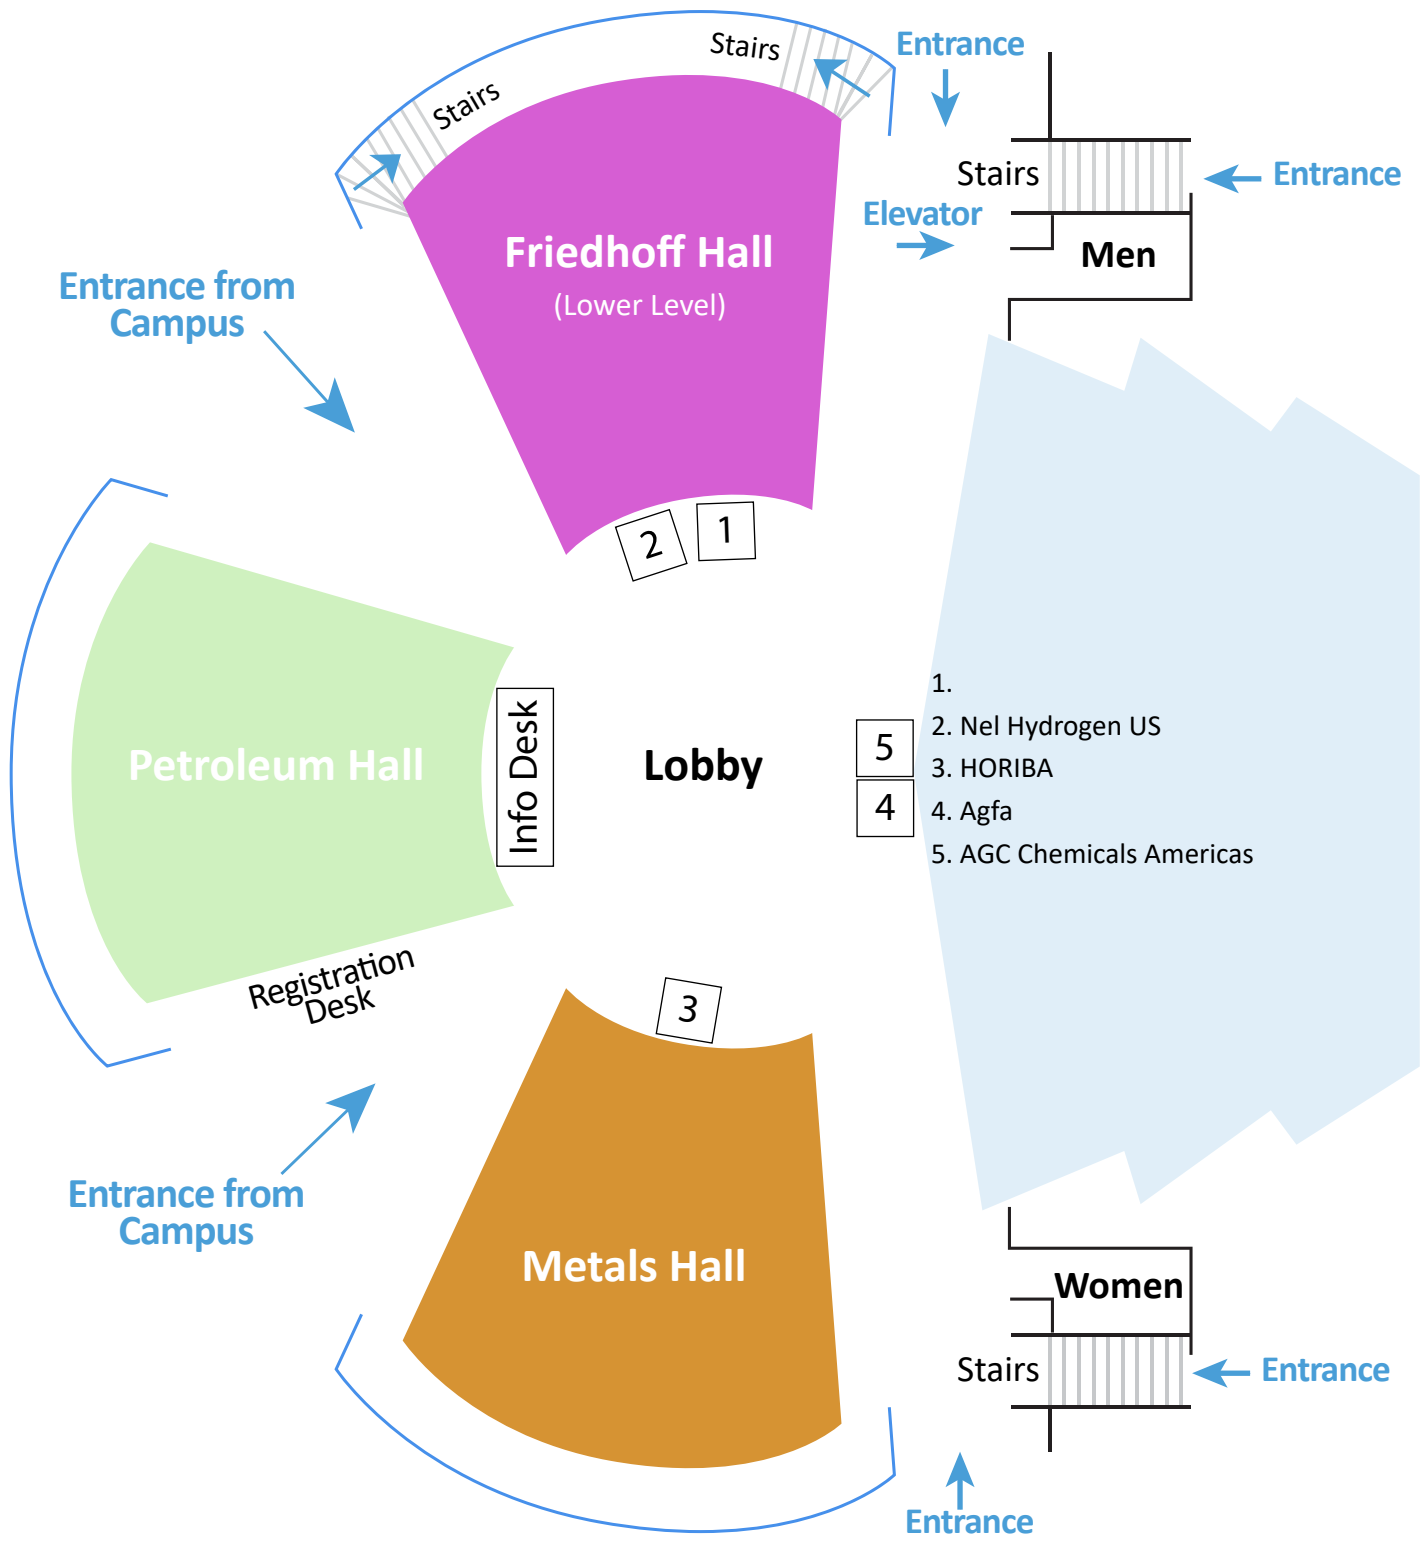 Stairs
Stairs
Entrance
Stairs
Entrance
Elevator
Men
Friedhoff Hall
(Lower Level)
Entrance from
Campus
2
1
Petroleum Hall
Info Desk
Lobby
5
4
1.
2. Nel Hydrogen US
3. HORIBA
4. Agfa
5. AGC Chemicals Americas
Registration
Desk
3
Entrance from
Campus
Metals Hall
Women
Stairs
Entrance
Entrance